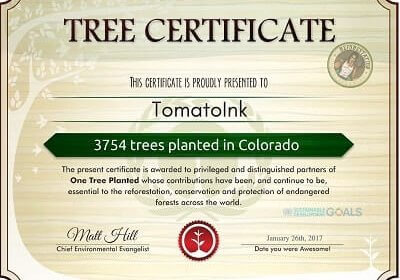 TREE CERTIFICATE
THIS CERTIFICATE IS PROUDLY PRESENTED TO
TomatoInk
3754 trees planted in Colorado
The present certificate is awarded to privileged and distinguished partners of
One Tree Planted whose contributions have been, and continue to be,
essential to the reforestation, conservation and protection of endangered
forests across the world.
SUSTAINABLE
DEVELOPMENT GOALS
Matt Hill
Chief Environmental Evangelist
January 26th, 2017
Date you were Awesome!